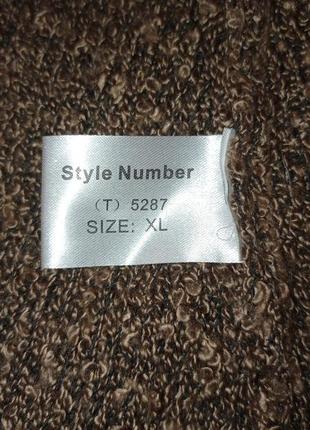 Style Number
（T）5287
SIZE: XL